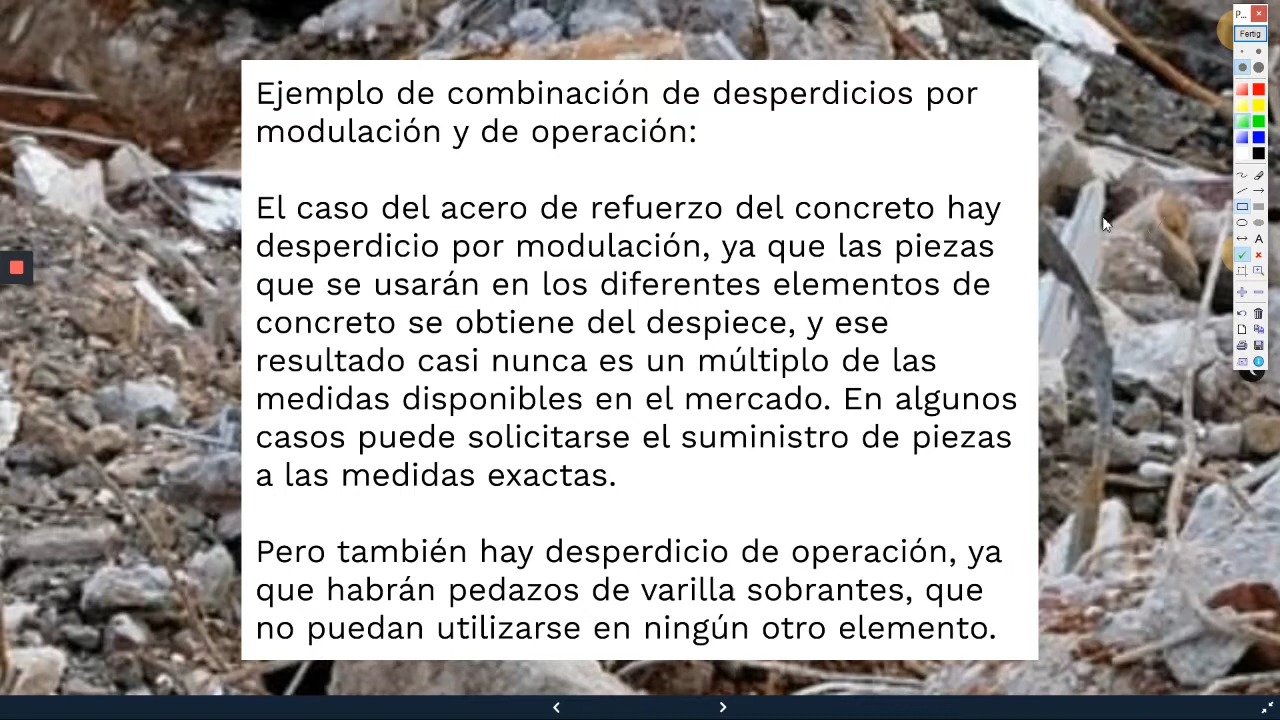 Ejemplo de combinación de desperdicios por
modulación y de operación:
El caso del acero de refuerzo del concreto hay
desperdicio por modulación, ya que las piezas
que se usarán en los diferentes elementos de
concreto se obtiene del despiece, y ese
resultado casi nunca es un múltiplo de las
medidas disponibles en el mercado. En algunos
casos puede solicitarse el suministro de piezas
a las medidas exactas.
Pero también hay desperdicio de operación, ya
que habrán pedazos de varilla sobrantes, que
no puedan utilizarse en ningún otro elemento.
P...
Fertig
A